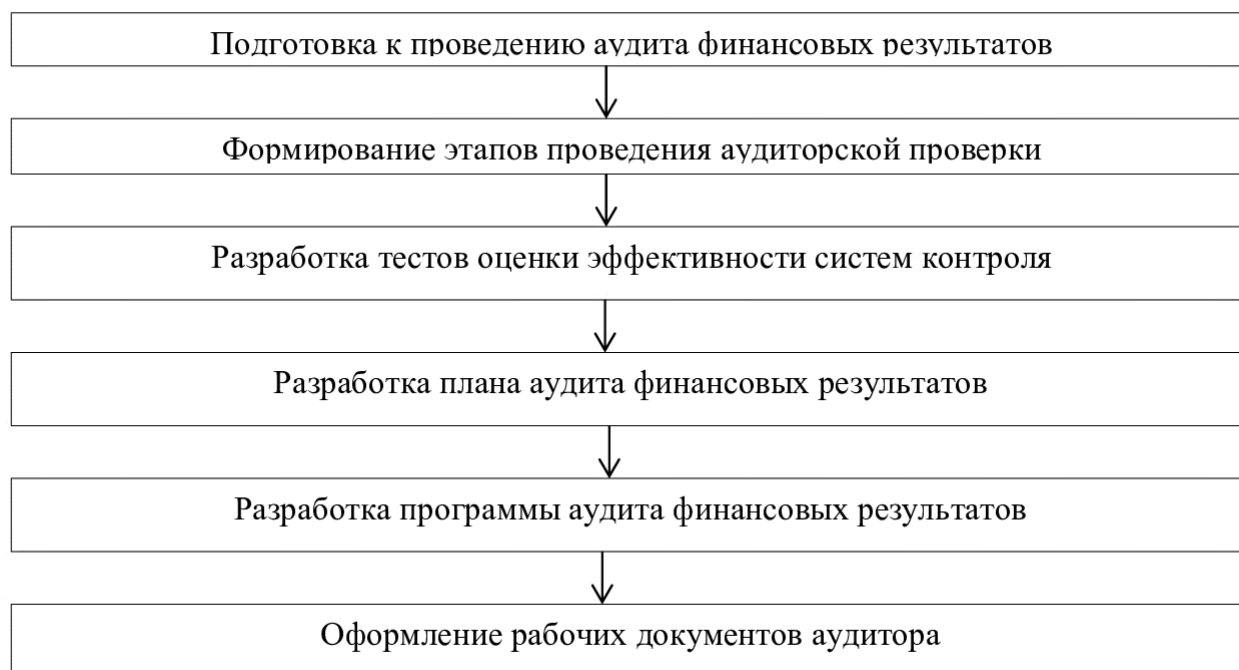 Подготовка к проведению аудита финансовых результатов
Формирование этапов проведения аудиторской проверки
Разработка тестов оценки эффективности систем контроля
Разработка плана аудита финансовых результатов
Разработка программы аудита финансовых результатов
Оформление рабочих документов аудитора